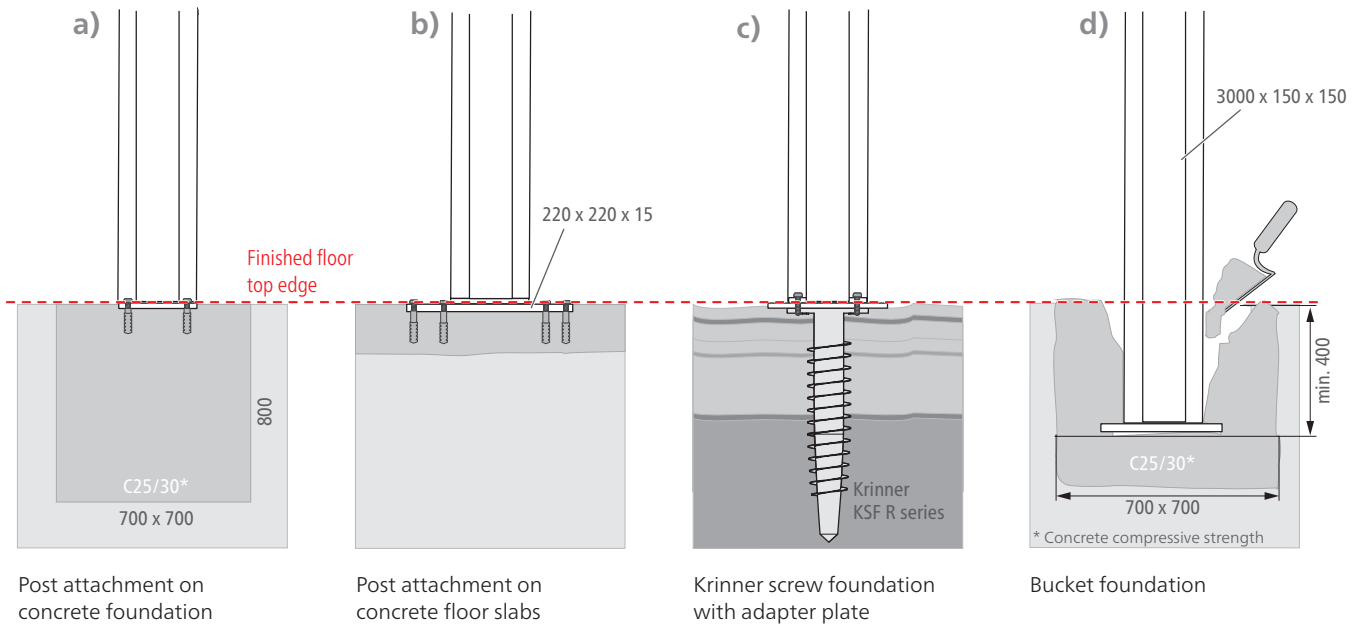 a)
b)
c)
d)
3000 x 150 x 150
220 x 220 x 15
Finished floor
top edge
800
min. 400
C25/30*
700 x 700
Krinner
KSF R series
C25/30*
700 x 700
* Concrete compressive strength
Post attachment on
concrete foundation
Post attachment on
concrete floor slabs
Krinner screw foundation
with adapter plate
Bucket foundation